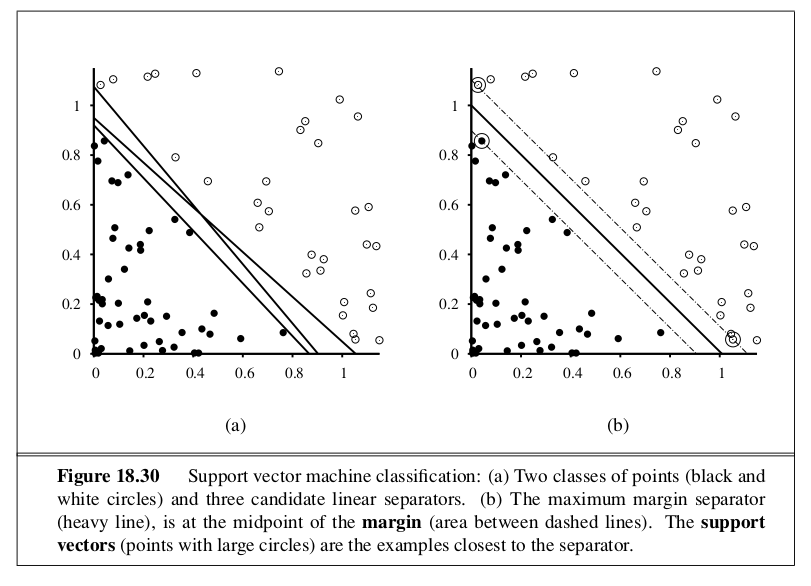 1
0.8
0.6
0.4
0.2
0
0 0.2 0.4 0.6 0.8 1
(a)
1
0.8
0.6
0.4
0.2
0
0 0.2 0.4 0.6 0.8 1
(b)
Figure 18.30 Support vector machine classification: (a) Two classes of points (black and
white circles) and three candidate linear separators. (b) The maximum margin separator
(heavy line), is at the midpoint of the margin (area between dashed lines). The support
vectors (points with large circles) are the examples closest to the separator.